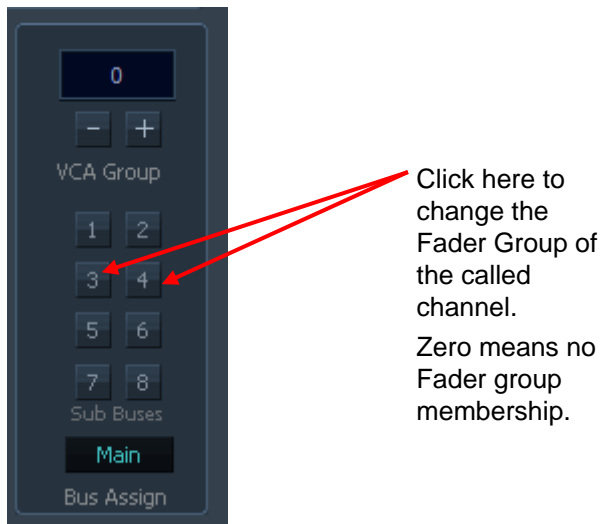 0
- +
VCA Group
1 2
3 4
5 6
7 8
Sub Buses
Main
Bus Assign
Click here to
change the
Fader Group of
the called
channel.
Zero means no
Fader group
membership.